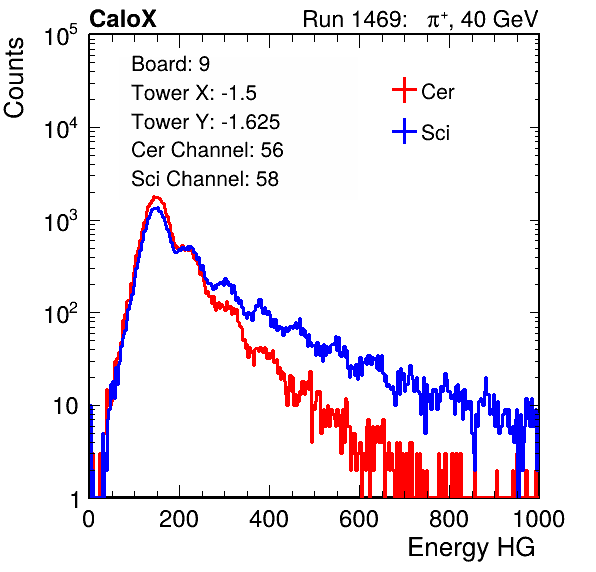 CaloX Run 1469: π⁺, 40 GeV
Counts
10⁵
10⁴
10³
10²
10
1
Board: 9
Tower X: -1.5
Tower Y: -1.625
Cer Channel: 56
Sci Channel: 58
Cer
Sci
0 200 400 600 800 1000
Energy HG